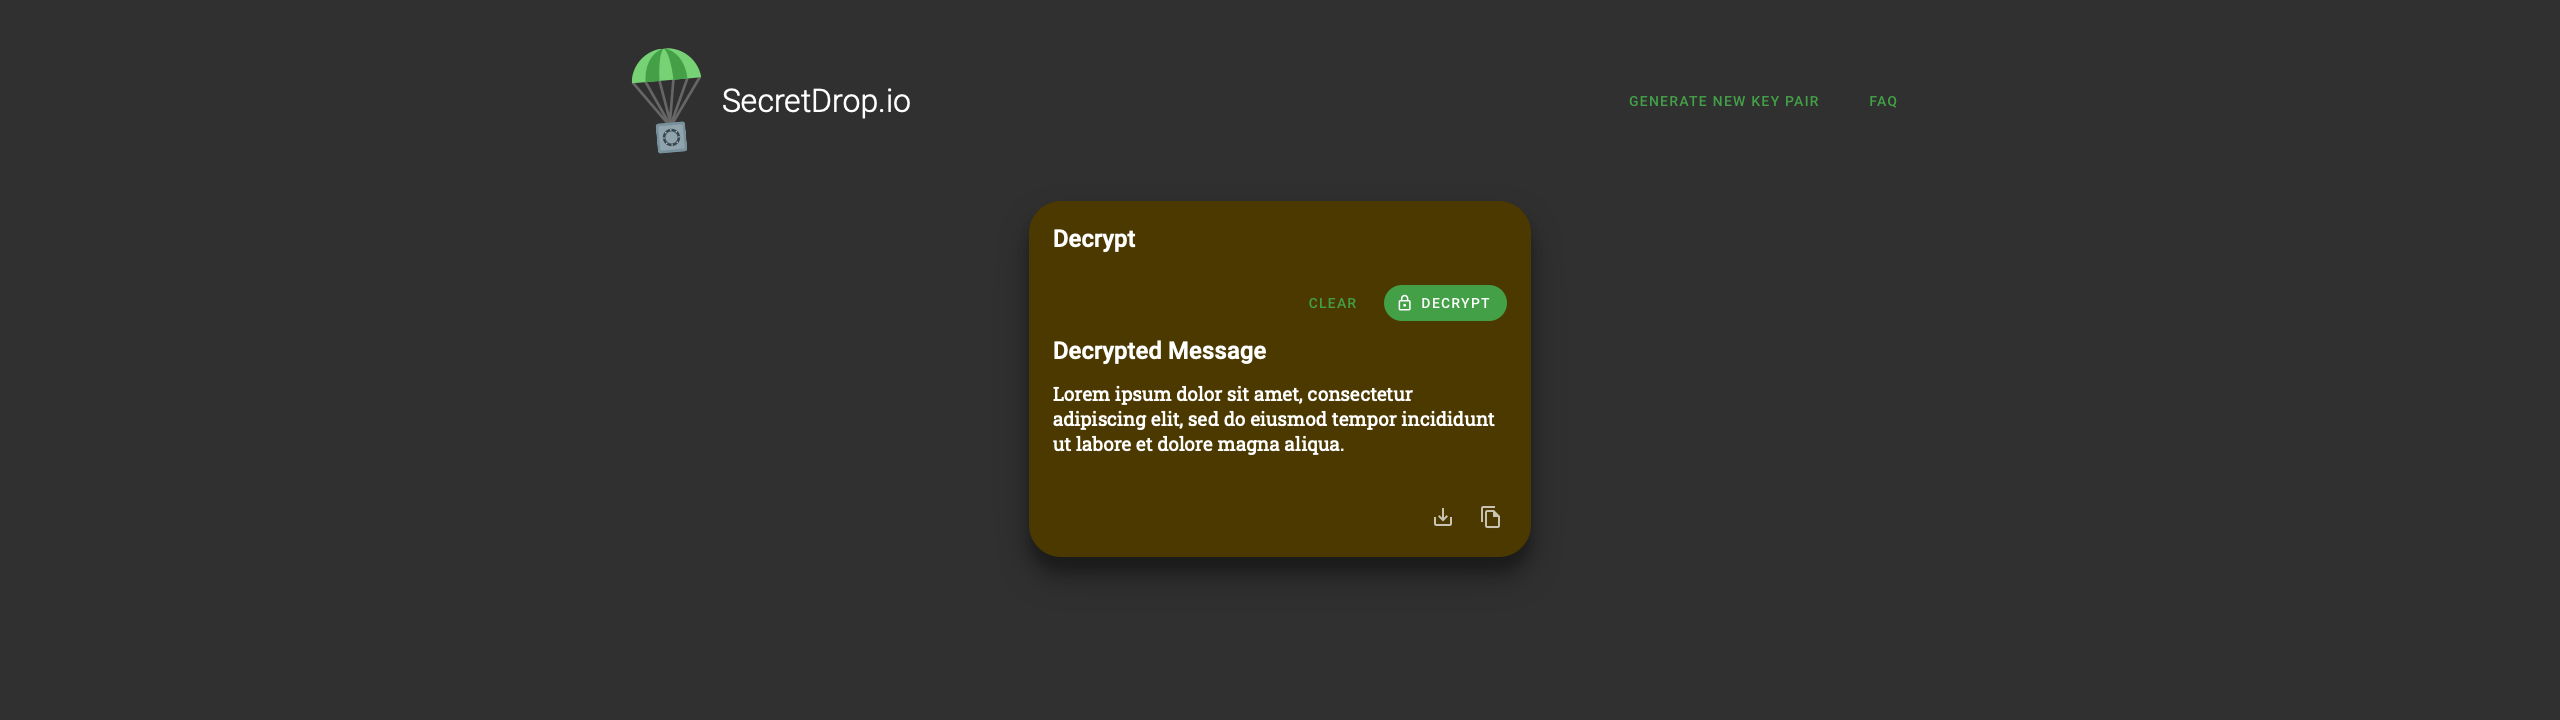 SecretDrop.io
GENERATE NEW KEY PAIR
FAQ
Decrypt
CLEAR
DECRYPT
Decrypted Message
Lorem ipsum dolor sit amet, consectetur
adipiscing elit, sed do eiusmod tempor incididunt
ut labore et dolore magna aliqua.